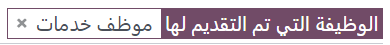 الوظيفة التي تم التقديم لها موظف خدمات ×